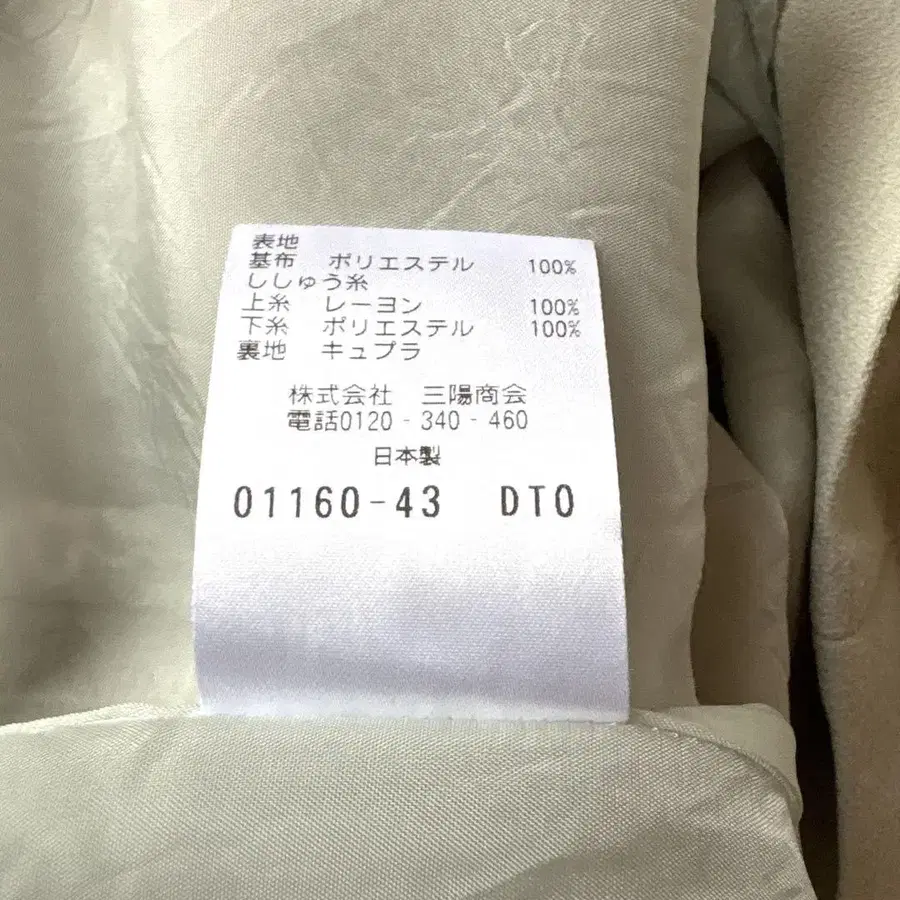 表地
基布 ポリエステル 100%
ししゅう糸
上糸 レーヨン 100%
下糸 ポリエステル 100%
裏地 キュプラ
株式会社 三陽商会
電話0120-340-460
日本製
01160-43 DT0